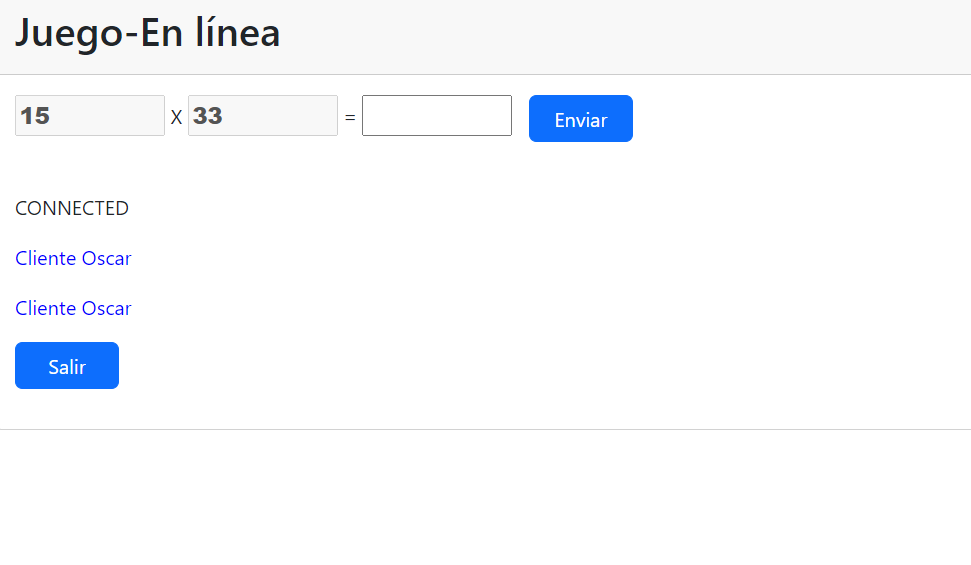 Juego-En línea
15 X 33 = Enviar
CONNECTED
Cliente Oscar
Cliente Oscar
Salir